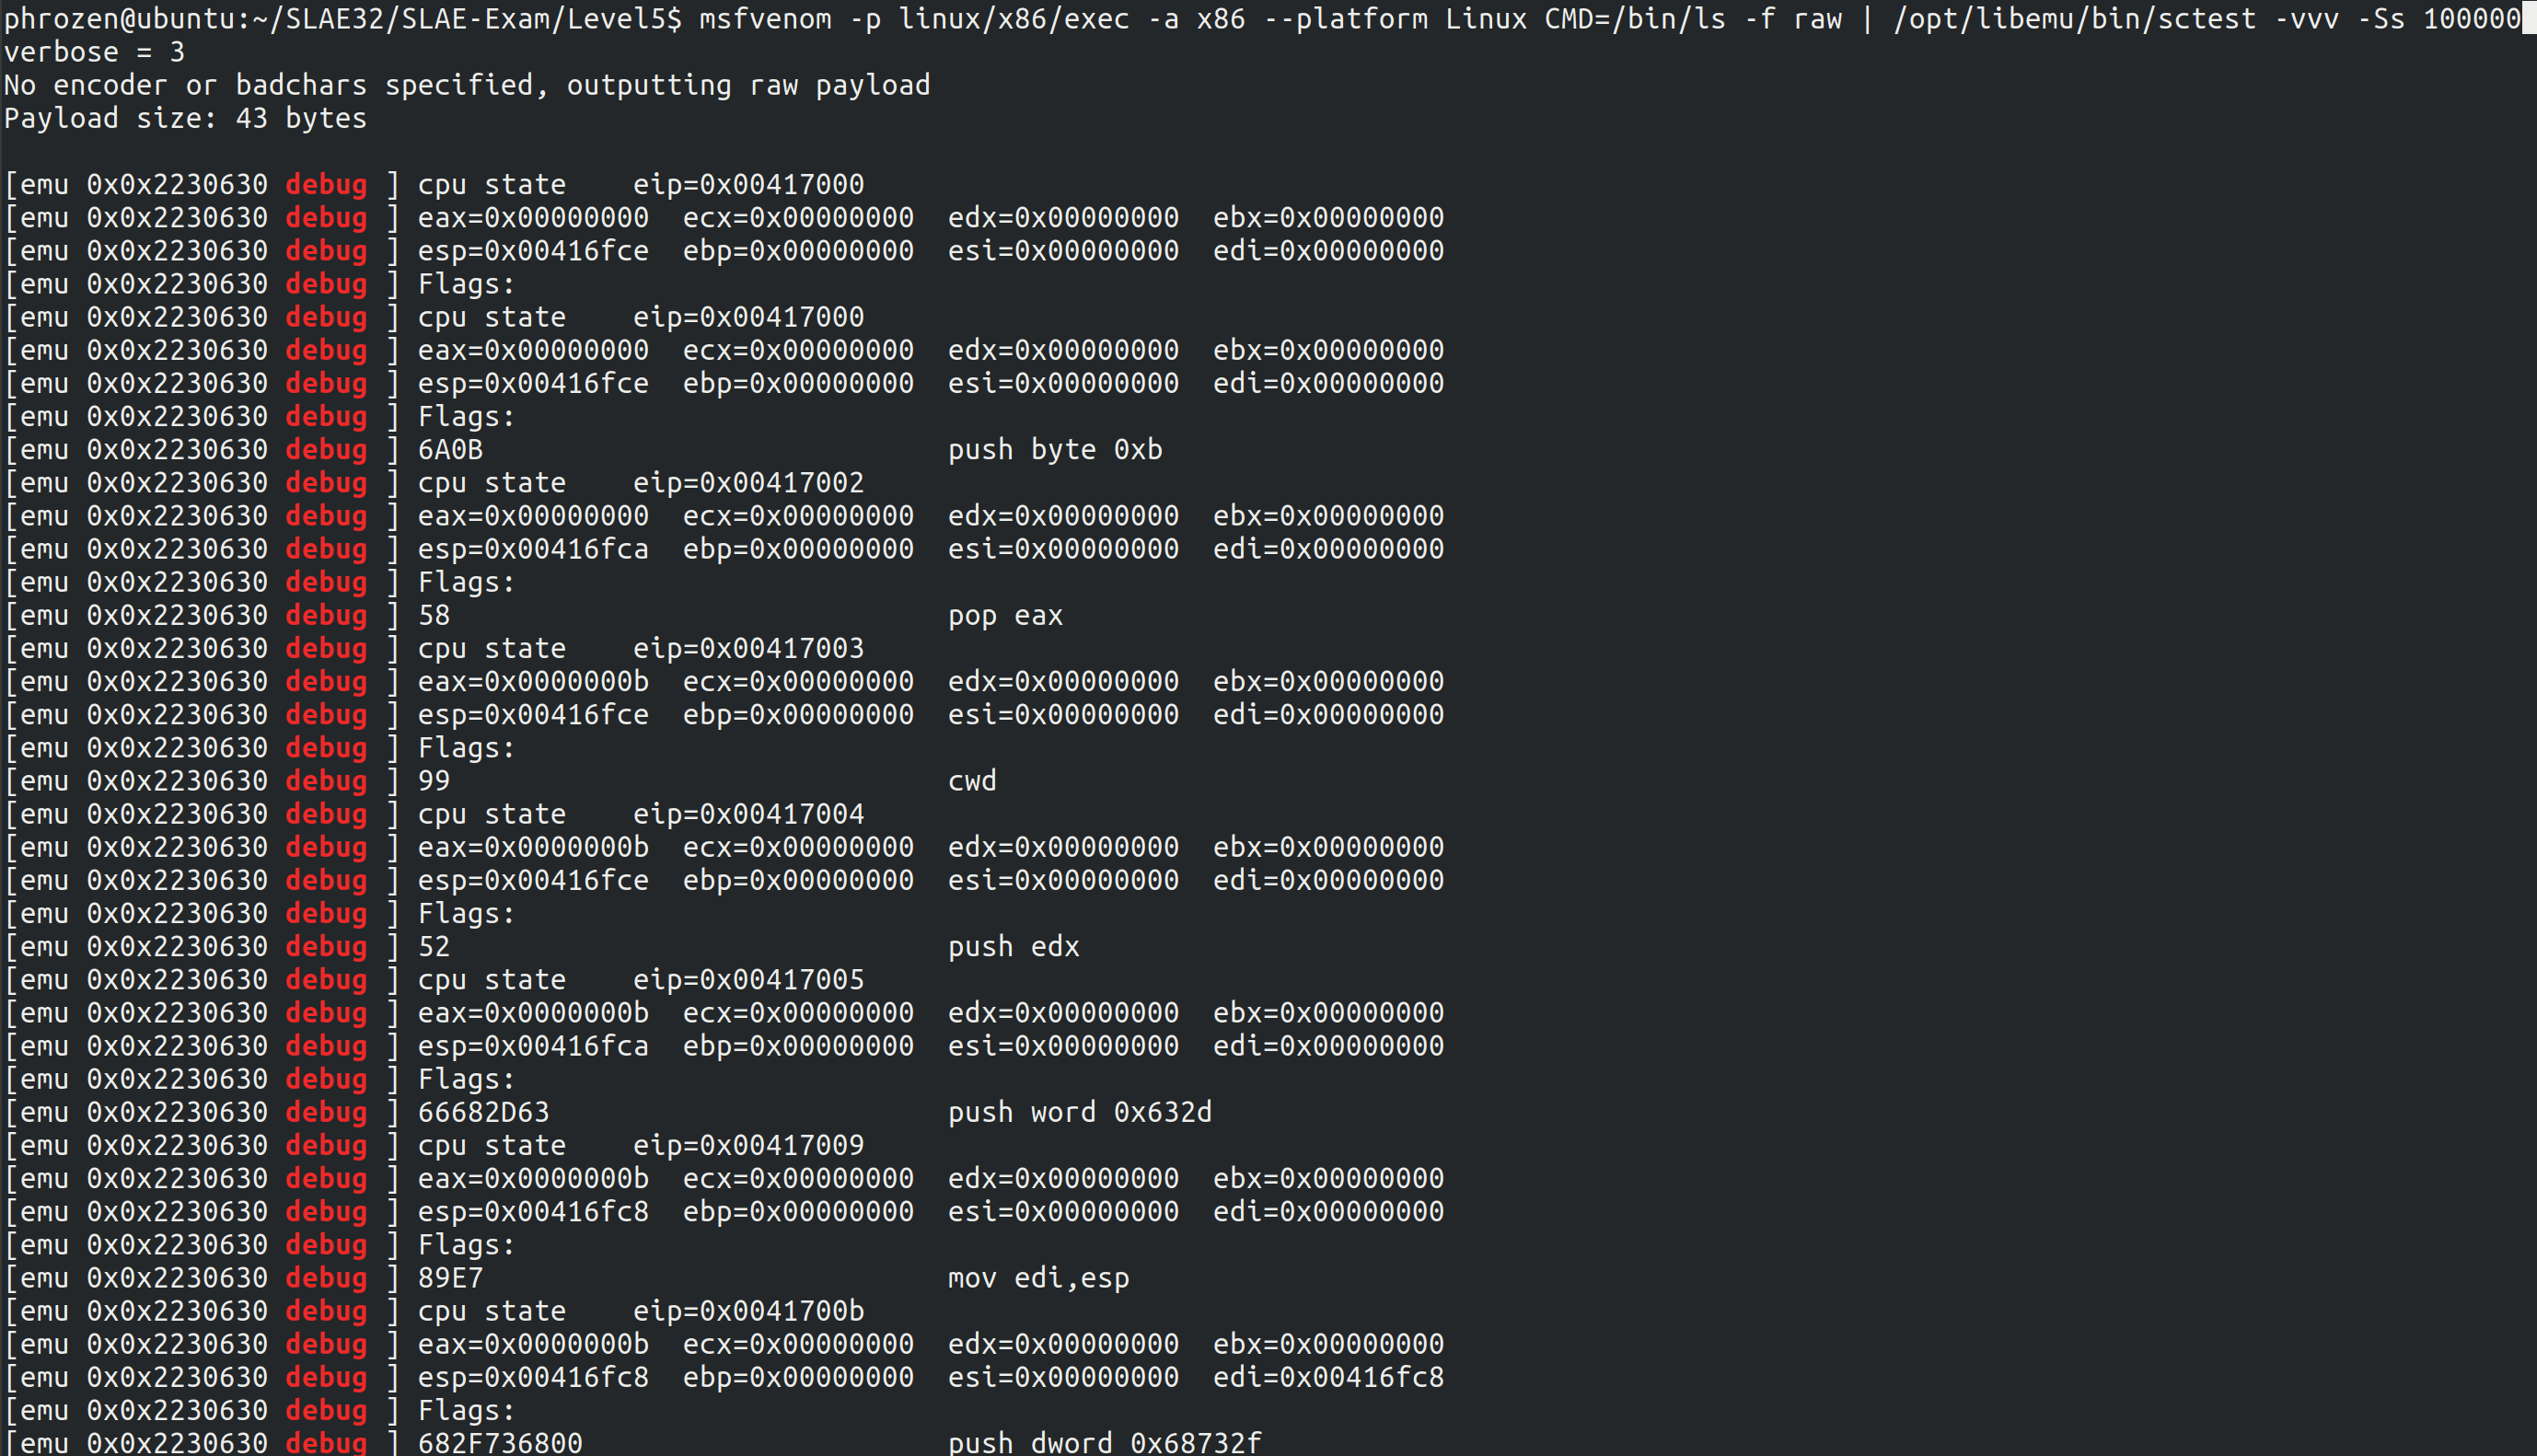 phrozen@ubuntu:~/SLAE32/SLAE-Exam/Level5$ msfvenom -p linux/x86/exec -a x86 --platform Linux CMD=/bin/ls -f raw | /opt/libemu/bin/sctest -vvv -Ss 100000
verbose = 3
No encoder or badchars specified, outputting raw payload
Payload size: 43 bytes

[emu 0x0x2230630 debug ] cpu state    eip=0x00417000
[emu 0x0x2230630 debug ] eax=0x00000000  ecx=0x00000000  edx=0x00000000  ebx=0x00000000
[emu 0x0x2230630 debug ] esp=0x00416fce  ebp=0x00000000  esi=0x00000000  edi=0x00000000
[emu 0x0x2230630 debug ] Flags:
[emu 0x0x2230630 debug ] cpu state    eip=0x00417000
[emu 0x0x2230630 debug ] eax=0x00000000  ecx=0x00000000  edx=0x00000000  ebx=0x00000000
[emu 0x0x2230630 debug ] esp=0x00416fce  ebp=0x00000000  esi=0x00000000  edi=0x00000000
[emu 0x0x2230630 debug ] Flags:
[emu 0x0x2230630 debug ] 6A0B                            push byte 0xb
[emu 0x0x2230630 debug ] cpu state    eip=0x00417002
[emu 0x0x2230630 debug ] eax=0x00000000  ecx=0x00000000  edx=0x00000000  ebx=0x00000000
[emu 0x0x2230630 debug ] esp=0x00416fca  ebp=0x00000000  esi=0x00000000  edi=0x00000000
[emu 0x0x2230630 debug ] Flags:
[emu 0x0x2230630 debug ] 58                              pop eax
[emu 0x0x2230630 debug ] cpu state    eip=0x00417003
[emu 0x0x2230630 debug ] eax=0x0000000b  ecx=0x00000000  edx=0x00000000  ebx=0x00000000
[emu 0x0x2230630 debug ] esp=0x00416fce  ebp=0x00000000  esi=0x00000000  edi=0x00000000
[emu 0x0x2230630 debug ] Flags:
[emu 0x0x2230630 debug ] 99                              cwd
[emu 0x0x2230630 debug ] cpu state    eip=0x00417004
[emu 0x0x2230630 debug ] eax=0x0000000b  ecx=0x00000000  edx=0x00000000  ebx=0x00000000
[emu 0x0x2230630 debug ] esp=0x00416fce  ebp=0x00000000  esi=0x00000000  edi=0x00000000
[emu 0x0x2230630 debug ] Flags:
[emu 0x0x2230630 debug ] 52                              push edx
[emu 0x0x2230630 debug ] cpu state    eip=0x00417005
[emu 0x0x2230630 debug ] eax=0x0000000b  ecx=0x00000000  edx=0x00000000  ebx=0x00000000
[emu 0x0x2230630 debug ] esp=0x00416fca  ebp=0x00000000  esi=0x00000000  edi=0x00000000
[emu 0x0x2230630 debug ] Flags:
[emu 0x0x2230630 debug ] 66682D63                        push word 0x632d
[emu 0x0x2230630 debug ] cpu state    eip=0x00417009
[emu 0x0x2230630 debug ] eax=0x0000000b  ecx=0x00000000  edx=0x00000000  ebx=0x00000000
[emu 0x0x2230630 debug ] esp=0x00416fc8  ebp=0x00000000  esi=0x00000000  edi=0x00000000
[emu 0x0x2230630 debug ] Flags:
[emu 0x0x2230630 debug ] 89E7                            mov edi,esp
[emu 0x0x2230630 debug ] cpu state    eip=0x0041700b
[emu 0x0x2230630 debug ] eax=0x0000000b  ecx=0x00000000  edx=0x00000000  ebx=0x00000000
[emu 0x0x2230630 debug ] esp=0x00416fc8  ebp=0x00000000  esi=0x00000000  edi=0x00416fc8
[emu 0x0x2230630 debug ] Flags:
[emu 0x0x2230630 debug ] 682F736800                      push dword 0x68732f